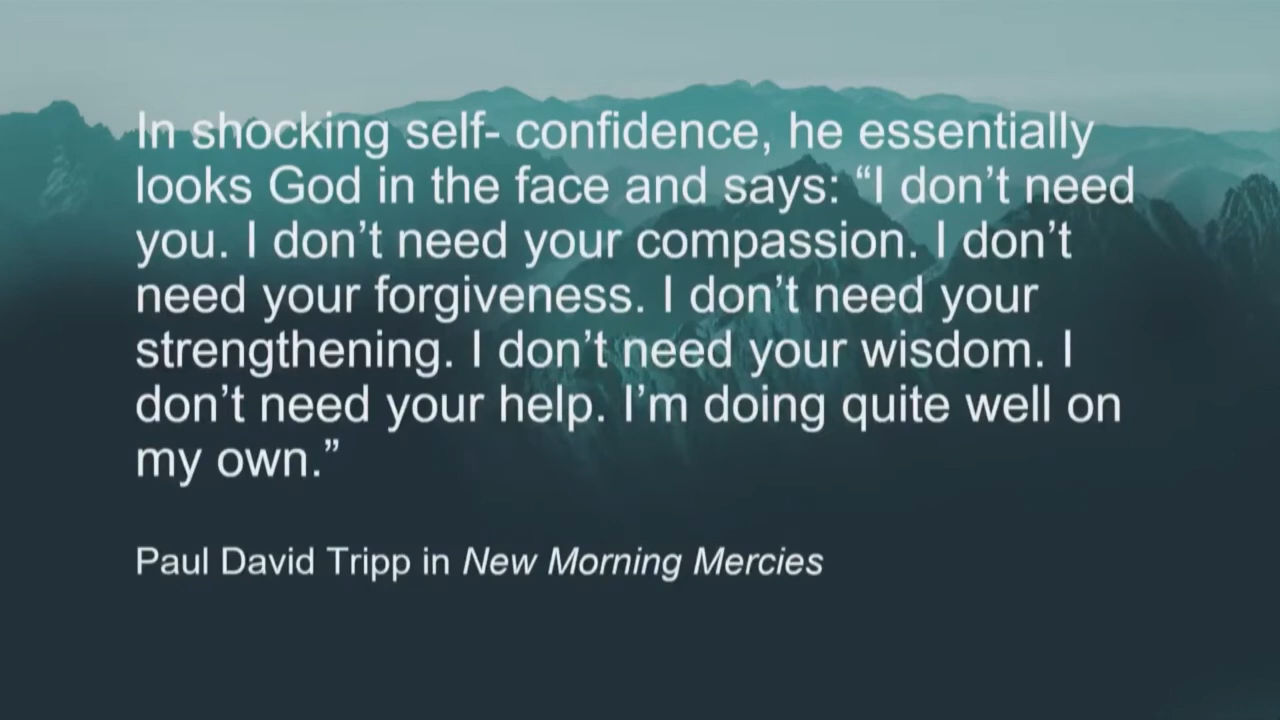 In shocking self- confidence, he essentially
looks God in the face and says: “I don’t need
you. I don’t need your compassion. I don’t
need your forgiveness. I don’t need your
strengthening. I don’t need your wisdom. I
don’t need your help. I’m doing quite well on
my own.”
Paul David Tripp in New Morning Mercies